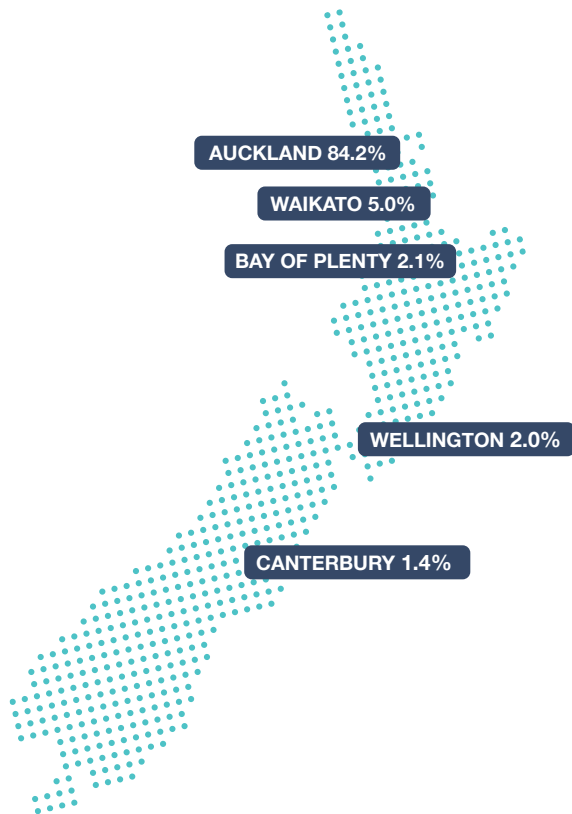 AUCKLAND 84.2%
WAIKATO 5.0%
BAY OF PLENTY 2.1%
WELLINGTON 2.0%
CANTERBURY 1.4%